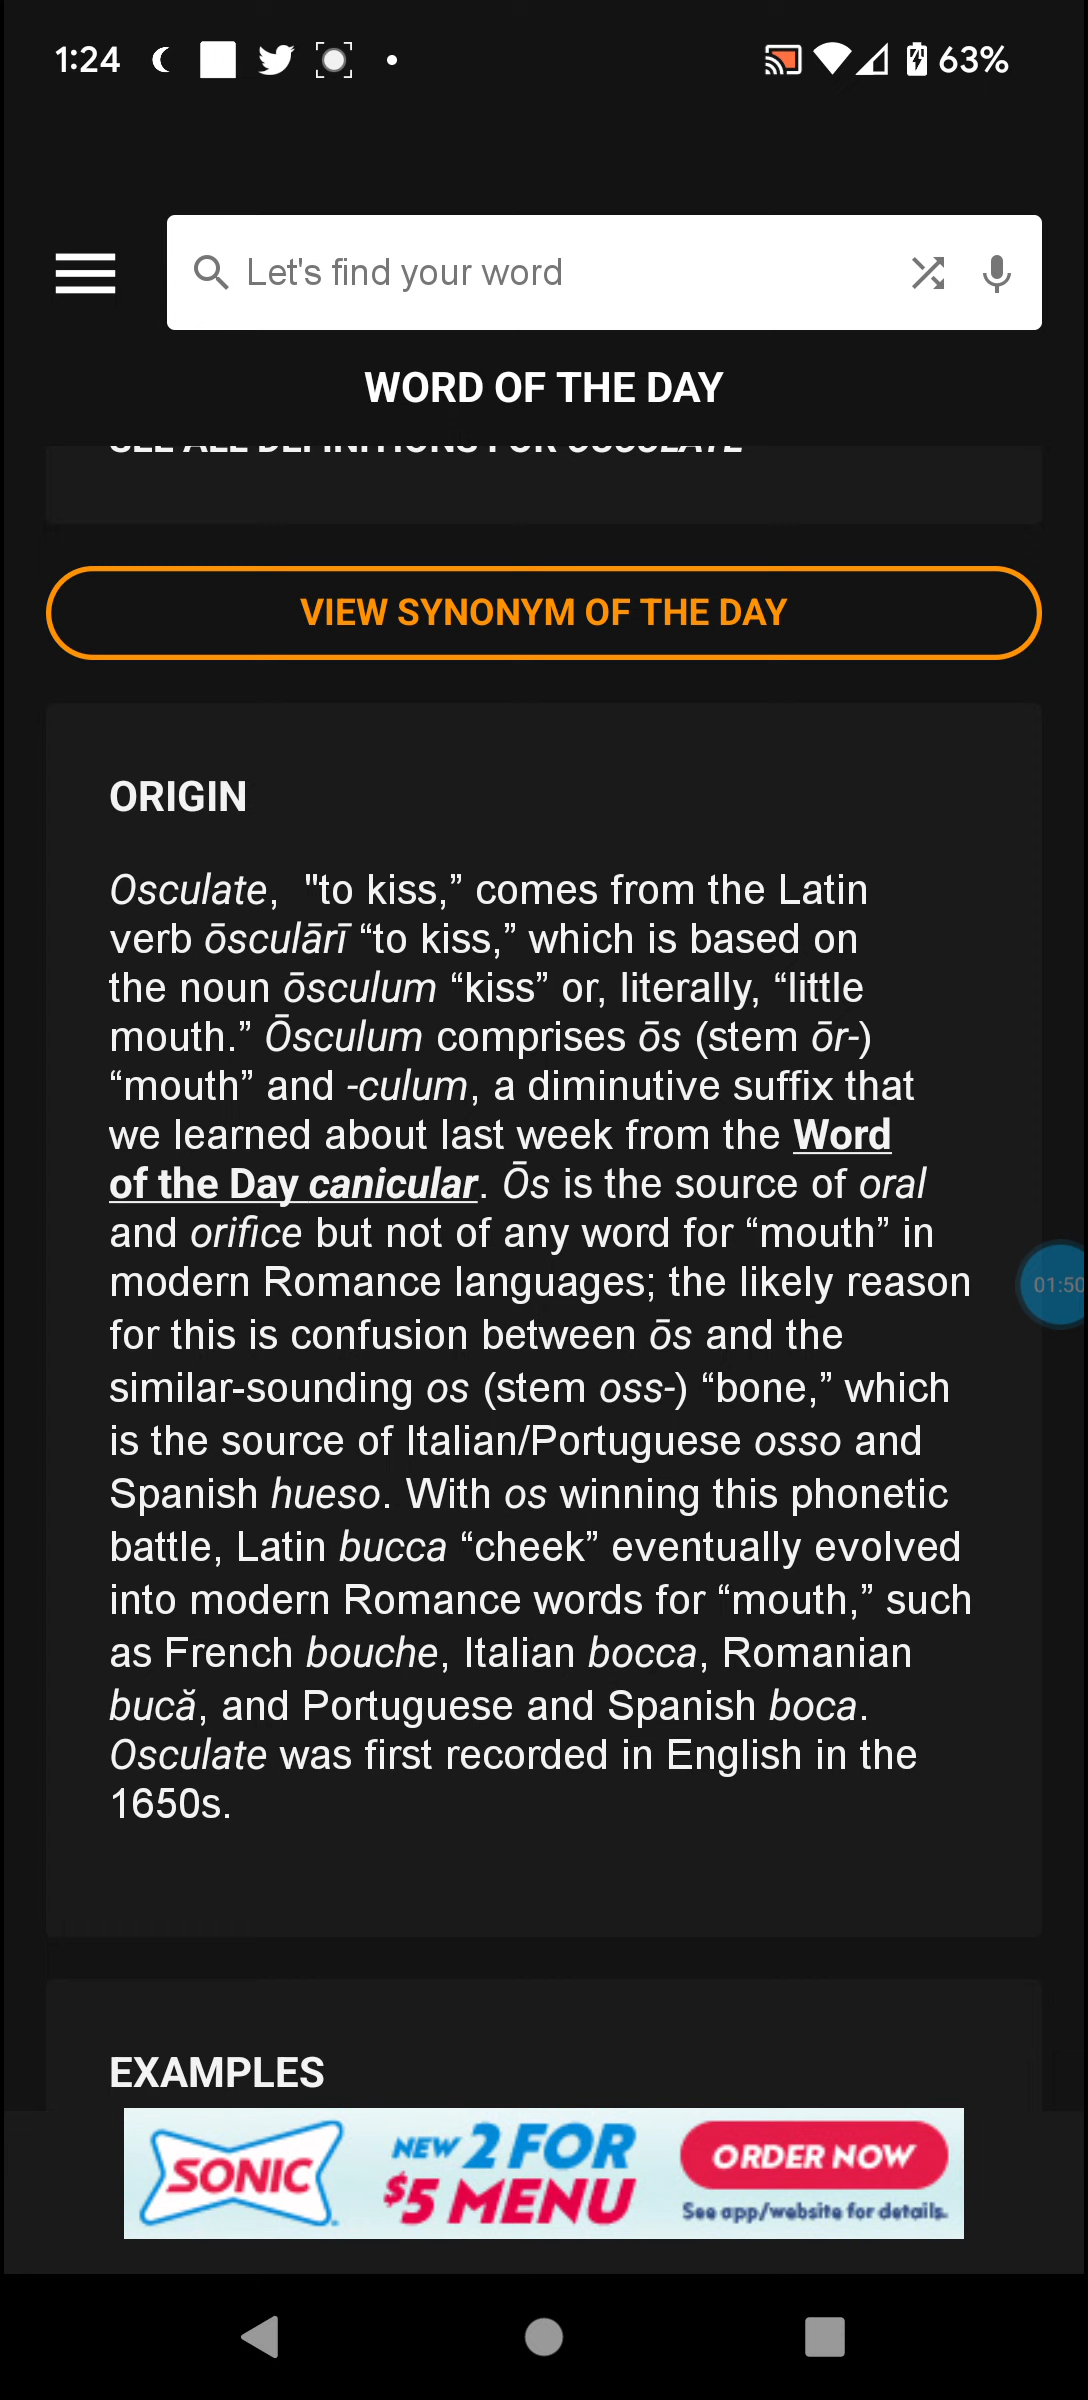 1:24
63%
Let's find your word
WORD OF THE DAY
SEE ALL DEFINITIONS FOR OSCULATE
VIEW SYNONYM OF THE DAY
ORIGIN
Osculate,  "to kiss,” comes from the Latin
verb ōsculārī “to kiss,” which is based on
the noun ōsculum “kiss” or, literally, “little
mouth.” Ōsculum comprises ōs (stem ōr-)
“mouth” and -culum, a diminutive suffix that
we learned about last week from the Word
of the Day canicular. Ōs is the source of oral
and orifice but not of any word for “mouth” in
modern Romance languages; the likely reason
for this is confusion between ōs and the
similar-sounding os (stem oss-) “bone,” which
is the source of Italian/Portuguese osso and
Spanish hueso. With os winning this phonetic
battle, Latin bucca “cheek” eventually evolved
into modern Romance words for “mouth,” such
as French bouche, Italian bocca, Romanian
bucă, and Portuguese and Spanish boca.
Osculate was first recorded in English in the
1650s.
01:50
EXAMPLES
SONIC
NEW 2 FOR
$5 MENU
ORDER NOW
See app/website for details.